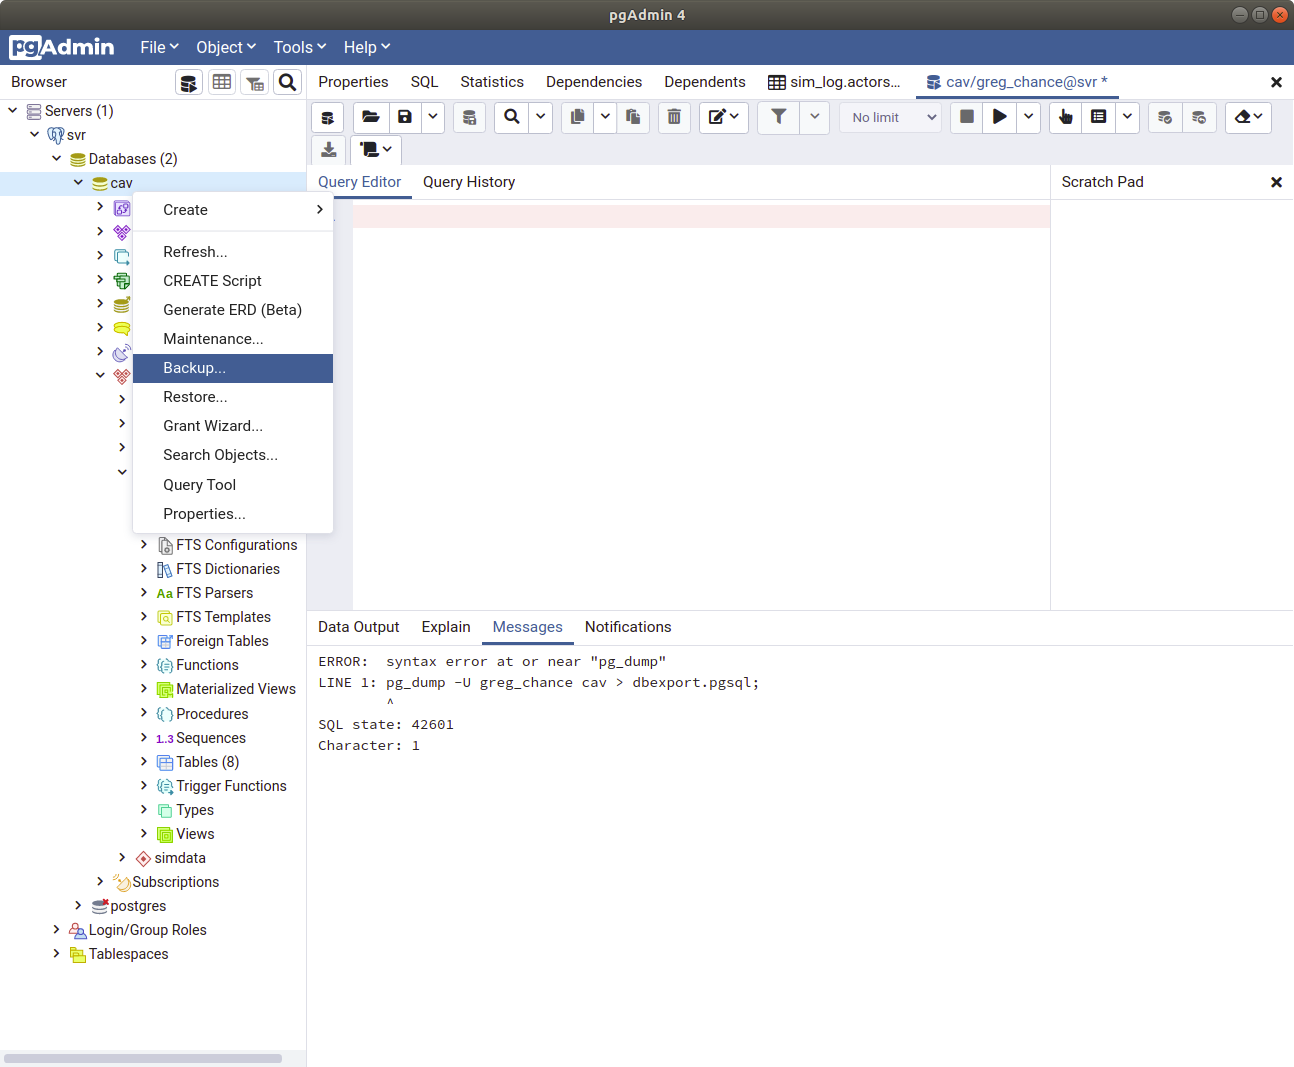 pgAdmin 4
pgAdmin File Object Tools Help
Browser
Properties SQL Statistics Dependencies Dependents sim_log.actors... cav/greg_chance@svr *
No limit
Servers (1)
svr
Databases (2)
cav
Create
Refresh...
CREATE Script
Generate ERD (Beta)
Maintenance...
Backup...
Restore...
Grant Wizard...
Search Objects...
Query Tool
Properties...
FTS Configurations
FTS Dictionaries
Aa FTS Parsers
FTS Templates
Foreign Tables
Functions
Materialized Views
Procedures
1..3 Sequences
Tables (8)
Trigger Functions
Types
Views
simdata
Subscriptions
postgres
Login/Group Roles
Tablespaces
Query Editor Query History
Scratch Pad
Data Output Explain Messages Notifications
ERROR:  syntax error at or near "pg_dump"
LINE 1: pg_dump -U greg_chance cav > dbexport.pgsql;
^
SQL state: 42601
Character: 1